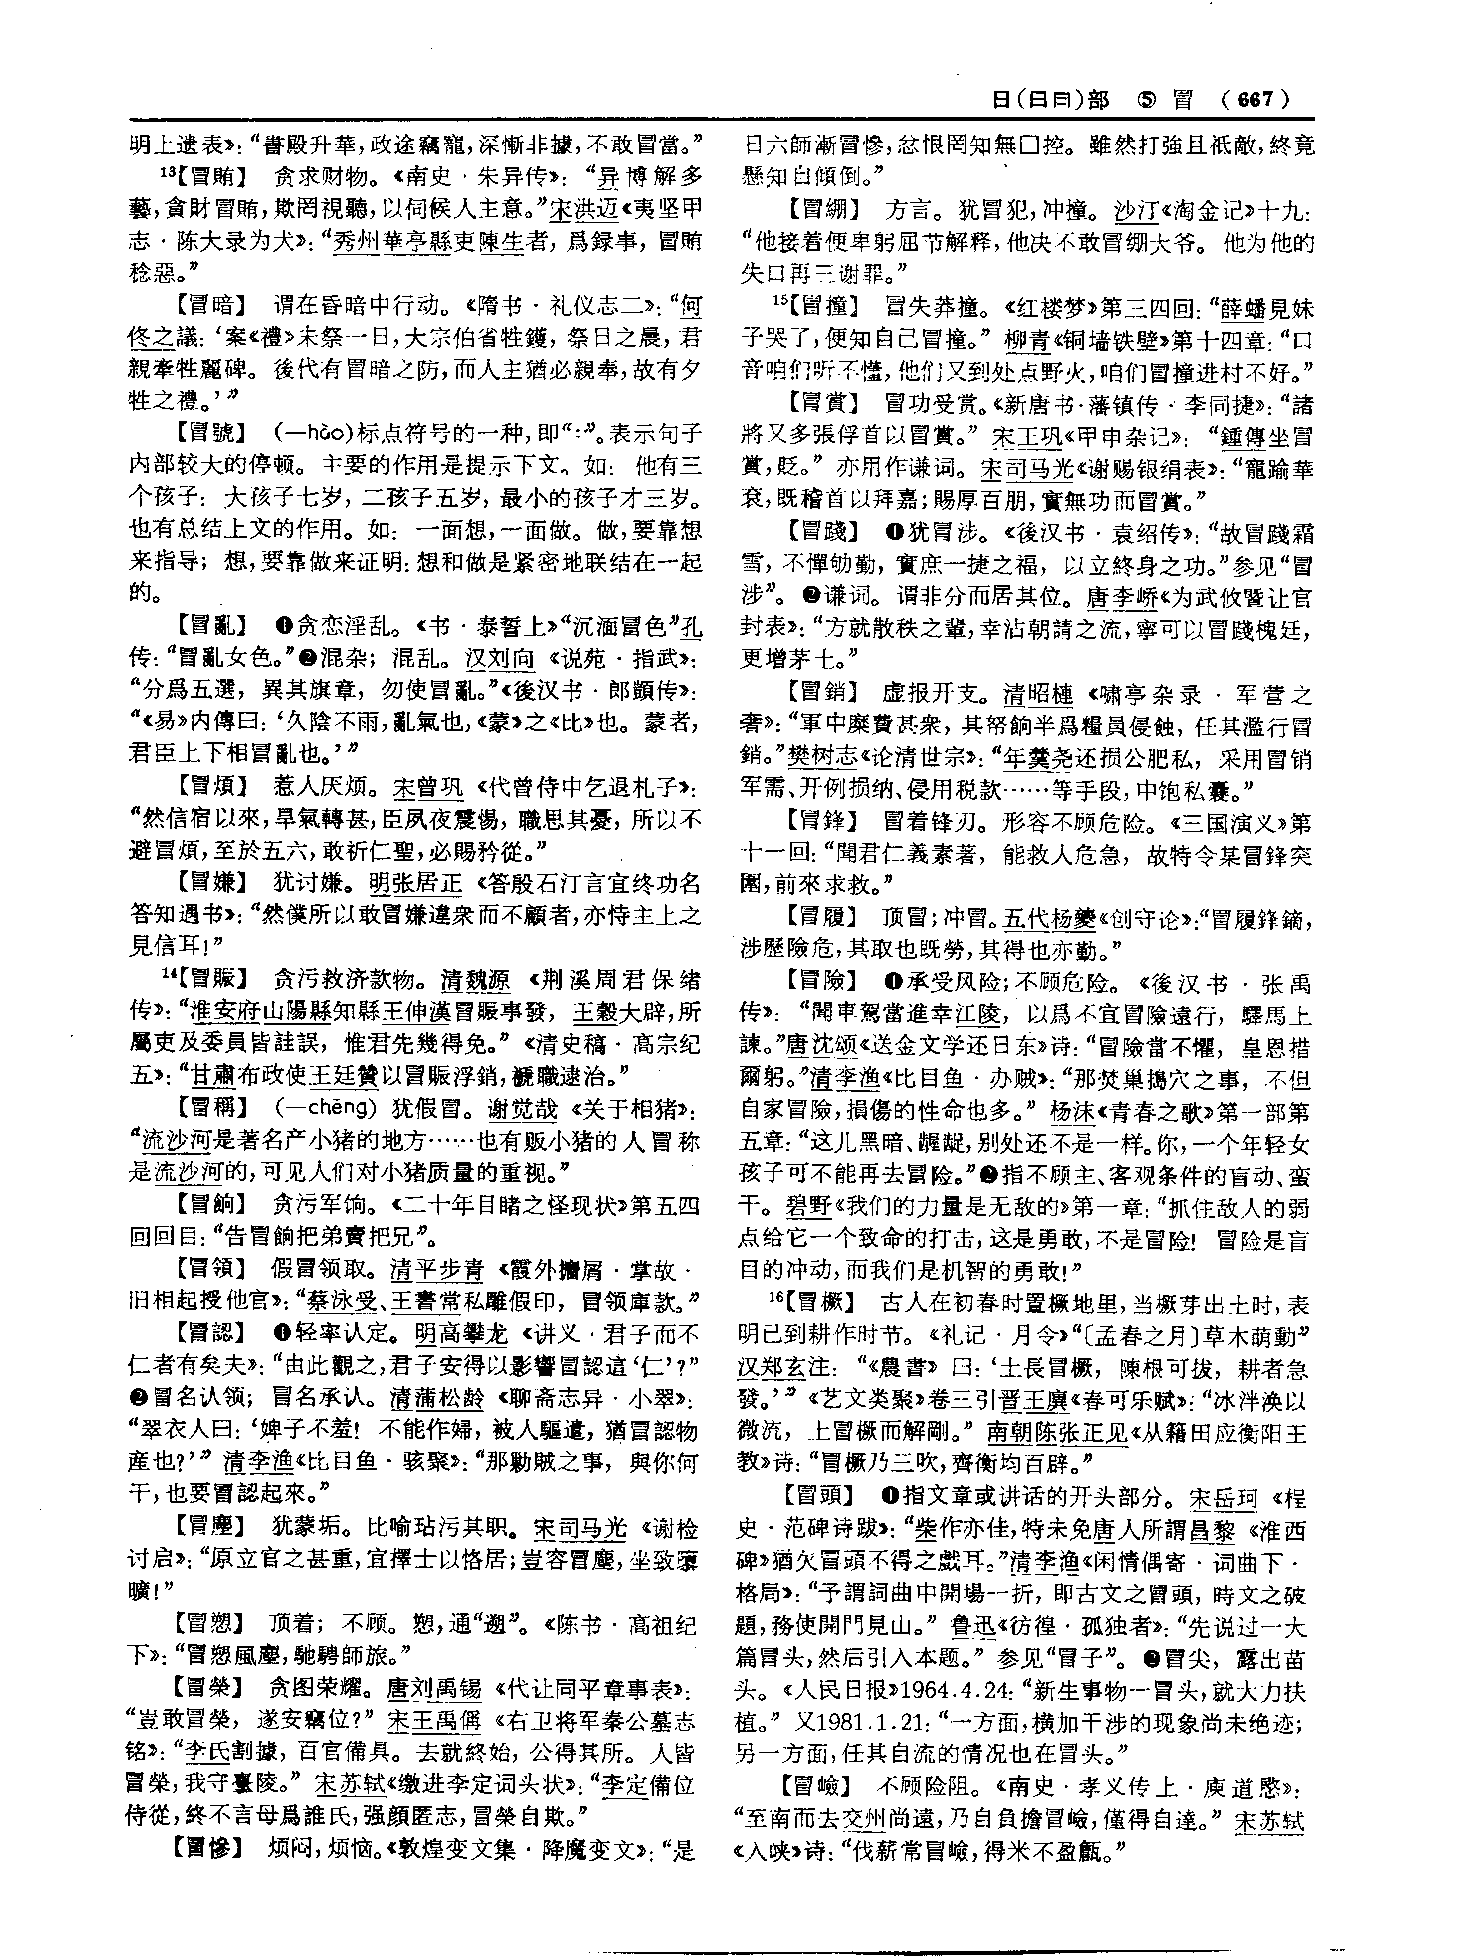 日(日曰)部 ⑤ 冒 (667)
明上遗表》：“書殿升華，政途竊寵，深慚非據，不敢冒當。”
13【冒賄】 贪求财物。《南史·朱异传》：“异博解多
藝，貪財冒賄，欺罔視聽，以伺候人主意。”宋洪迈《夷坚甲
志·陈大录为犬》：“秀州華亭縣吏陳生者，爲録事，冒賄
稔惡。”
【冒暗】 谓在昏暗中行动。《隋书·礼仪志二》：“何
佟之議：‘案《禮》未祭一日，大宗伯省牲鑊，祭日之晨，君
親牽牲麗碑。後代有冒暗之防，而人主猶必親奉，故有夕
牲之禮。’”
【冒號】 (—hào)标点符号的一种，即“：”。表示句子
内部较大的停顿。主要的作用是提示下文。如：他有三
个孩子：大孩子七岁，二孩子五岁，最小的孩子才三岁。
也有总结上文的作用。如：一面想，一面做。做，要靠想
来指导；想，要靠做来证明：想和做是紧密地联结在一起
的。
【冒亂】 ❶贪恋淫乱。《书·泰誓上》“沉湎冒色”孔
传：“冒亂女色。”❷混杂；混乱。汉刘向《说苑·指武》：
“分爲五選，異其旗章，勿使冒亂。”《後汉书·郎顗传》：
“《易》内傳曰：‘久陰不雨，亂氣也，《蒙》之《比》也。蒙者，
君臣上下相冒亂也。’”
【冒煩】 惹人厌烦。宋曾巩《代曾侍中乞退札子》：
“然信宿以來，旱氣轉甚，臣夙夜震惕，職思其憂，所以不
避冒煩，至於五六，敢祈仁聖，必賜矜從。”
【冒嫌】 犹讨嫌。明张居正《答殷石汀言宜终功名
答知遇书》：“然僕所以敢冒嫌違衆而不顧者，亦恃主上之
見信耳！”
14【冒賑】 贪污救济款物。清魏源《荆溪周君保绪
传》：“淮安府山陽縣知縣王伸漢冒賑事發，王轂大辟，所
屬吏及委員皆詿誤，惟君先幾得免。”《清史稿·高宗纪
五》：“甘肅布政使王廷贊以冒賑浮銷，褫職逮治。”
【冒稱】 (—chēng)犹假冒。谢觉哉《关于相猪》：
“流沙河是著名产小猪的地方……也有贩小猪的人冒称
是流沙河的，可见人们对小猪质量的重视。”
【冒餉】 贪污军饷。《二十年目睹之怪现状》第五四
回回目：“告冒餉把弟賣把兄”。
【冒領】 假冒领取。清平步青《霞外攟屑·掌故·
旧相起授他官》：“蔡泳受、王書常私雕假印，冒領庫款。”
【冒認】 ❶轻率认定。明高攀龙《讲义·君子而不
仁者有矣夫》：“由此觀之，君子安得以影響冒認這‘仁’？”
❷冒名认领；冒名承认。清蒲松龄《聊斋志异·小翠》：
“翠衣人曰：‘婢子不羞！不能作婦，被人驅遣，猶冒認物
産也？’”清李渔《比目鱼·骇聚》：“那勦賊之事，與你何
干，也要冒認起來。”
【冒塵】 犹蒙垢。比喻玷污其职。宋司马光《谢检
讨启》：“原立官之甚重，宜擇士以恪居；豈容冒塵，坐致隳
曠！”
【冒愬】 顶着；不顾。愬，通“遡”。《陈书·高祖纪
下》：“冒愬風塵，馳騁師旅。”
【冒榮】 贪图荣耀。唐刘禹锡《代让同平章事表》：
“豈敢冒榮，遂安竊位？”宋王禹偁《右卫将军秦公墓志
铭》：“李氏割據，百官備具。去就終始，公得其所。人皆
冒榮，我守臺陵。”宋苏轼《缴进李定词头状》：“李定備位
侍從，終不言母爲誰氏，强顔匿志，冒榮自欺。”
【冒慘】 烦闷，烦恼。《敦煌变文集·降魔变文》：“是
日六師漸冒慘，忿恨罔知無口控。雖然打強且祇敵，終竟
懸知自傾倒。”
【冒绷】 方言。犹冒犯，冲撞。沙汀《淘金记》十九：
“他接着便卑躬屈节解释，他决不敢冒绷大爷。他为他的
失口再三谢罪。”
15【冒撞】 冒失莽撞。《红楼梦》第三四回：“薛蟠見妹
子哭了，便知自己冒撞。”柳青《铜墙铁壁》第十四章：“口
音咱们听不懂，他们又到处点野火，咱们冒撞进村不好。”
【冒賞】 冒功受赏。《新唐书·藩镇传·李同捷》：“諸
將又多張俘首以冒賞。”宋王巩《甲申杂记》：“鍾傳坐冒
賞，貶。”亦用作谦词。宋司马光《谢赐银绢表》：“寵踰華
衮，既稽首以拜嘉；賜厚百朋，實無功而冒賞。”
【冒踐】 ❶犹冒涉。《後汉书·袁绍传》：“故冒踐霜
雪，不憚劬勤，實庶一捷之福，以立終身之功。”参见“冒
涉”。❷谦词。谓非分而居其位。唐李峤《为武攸暨让官
封表》：“方就散秩之輩，幸沾朝請之流，寧可以冒踐槐廷，
更增茅土。”
【冒銷】 虚报开支。清昭梿《啸亭杂录·军营之
奢》：“軍中糜費甚衆，其帑餉半爲糧員侵蝕，任其濫行冒
銷。”樊树志《论清世宗》：“年羹尧还损公肥私，采用冒销
军需、开例损纳、侵用税款……等手段，中饱私囊。”
【冒鋒】 冒着锋刃。形容不顾危险。《三国演义》第
十一回：“聞君仁義素著，能救人危急，故特令某冒鋒突
圍，前來求救。”
【冒履】 顶冒；冲冒。五代杨夔《创守论》：“冒履鋒鏑，
涉歷險危，其取也既勞，其得也亦勤。”
【冒險】 ❶承受风险；不顾危险。《後汉书·张禹
传》：“聞車駕當進幸江陵，以爲不宜冒險遠行，驛馬上
諫。”唐沈颂《送金文学还日东》诗：“冒險當不懼，皇恩措
爾躬。”清李渔《比目鱼·办贼》：“那焚巢搗穴之事，不但
自家冒險，損傷的性命也多。”杨沫《青春之歌》第一部第
五章：“这儿黑暗、龌龊，别处还不是一样。你，一个年轻女
孩子可不能再去冒险。”❷指不顾主、客观条件的盲动、蛮
干。碧野《我们的力量是无敌的》第一章：“抓住敌人的弱
点给它一个致命的打击，这是勇敢，不是冒险！冒险是盲
目的冲动，而我们是机智的勇敢！”
16【冒橛】 古人在初春时置橛地里，当橛芽出土时，表
明已到耕作时节。《礼记·月令》“〔孟春之月〕草木萌動”
汉郑玄注：“《農書》曰：‘土長冒橛，陳根可拔，耕者急
發。’”《艺文类聚》卷三引晋王廙《春可乐赋》：“冰泮涣以
微流，土冒橛而解剛。”南朝陈张正见《从籍田应衡阳王
教》诗：“冒橛乃三吹，齊衡均百辟。”
【冒頭】 ❶指文章或讲话的开头部分。宋岳珂《桯
史·范碑诗跋》：“柴作亦佳，特未免唐人所謂昌黎《淮西
碑》猶欠冒頭不得之戲耳。”清李渔《闲情偶寄·词曲下·
格局》：“予謂詞曲中開場一折，即古文之冒頭，時文之破
題，務使開門見山。”鲁迅《彷徨·孤独者》：“先说过一大
篇冒头，然后引入本题。”参见“冒子”。❷冒尖，露出苗
头。《人民日报》1964.4.24：“新生事物一冒头，就大力扶
植。”又1981.1.21：“一方面，横加干涉的现象尚未绝迹；
另一方面，任其自流的情况也在冒头。”
【冒嶮】 不顾险阻。《南史·孝义传上·庾道愍》：
“至南而去交州尚遠，乃自負擔冒嶮，僅得自達。”宋苏轼
《入峡》诗：“伐薪常冒嶮，得米不盈甔。”